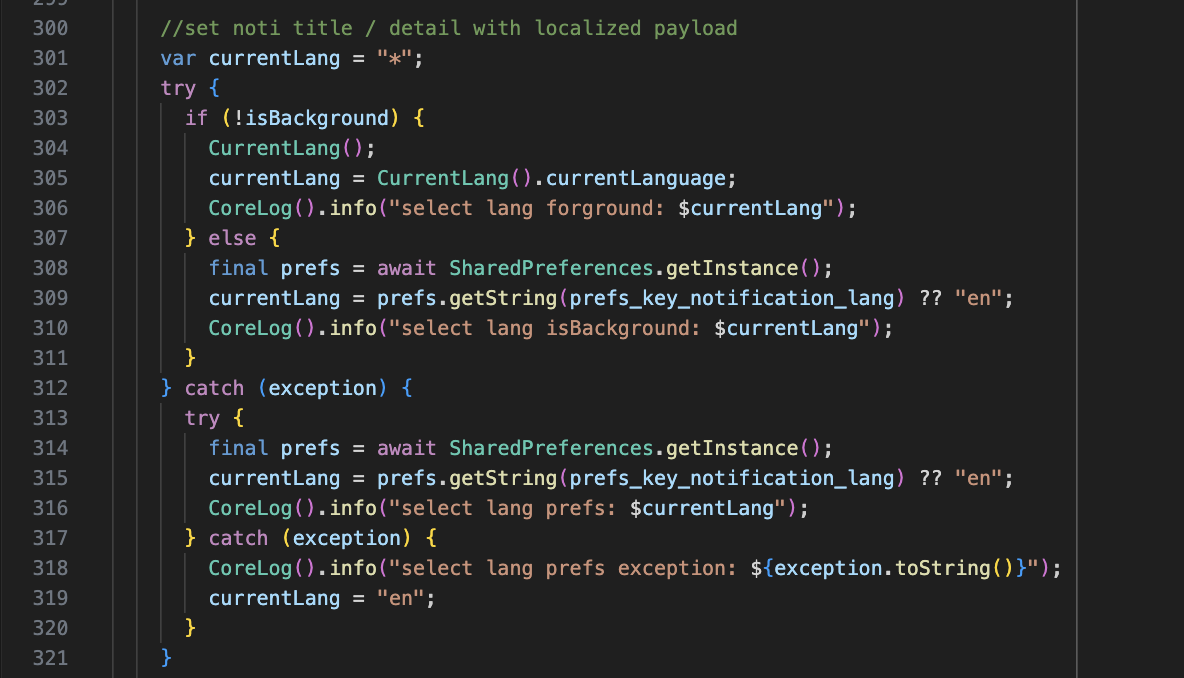 300 //set noti title / detail with localized payload
301 var currentLang = "*";
302 try {
303 if (!isBackground) {
304 CurrentLang();
305 currentLang = CurrentLang().currentLanguage;
306 CoreLog().info("select lang forground: $currentLang");
307 } else {
308 final prefs = await SharedPreferences.getInstance();
309 currentLang = prefs.getString(prefs_key_notification_lang) ?? "en";
310 CoreLog().info("select lang isBackground: $currentLang");
311 }
312 } catch (exception) {
313 try {
314 final prefs = await SharedPreferences.getInstance();
315 currentLang = prefs.getString(prefs_key_notification_lang) ?? "en";
316 CoreLog().info("select lang prefs: $currentLang");
317 } catch (exception) {
318 CoreLog().info("select lang prefs exception: ${exception.toString()}");
319 currentLang = "en";
320 }
321 }